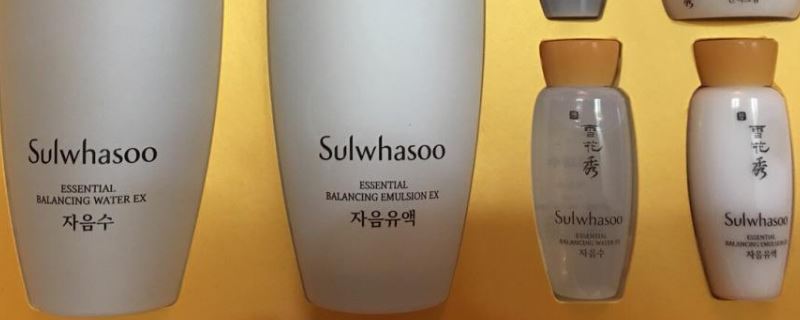 Sulwhasoo
ESSENTIAL
BALANCING WATER EX
자음수
Sulwhasoo
ESSENTIAL
BALANCING EMULSION EX
자음유액
雪花秀
Sulwhasoo
ESSENTIAL
BALANCING WATER EX
자음수
雪花秀
Sulwhasoo
ESSENTIAL
BALANCING EMULSION EX
자음유액